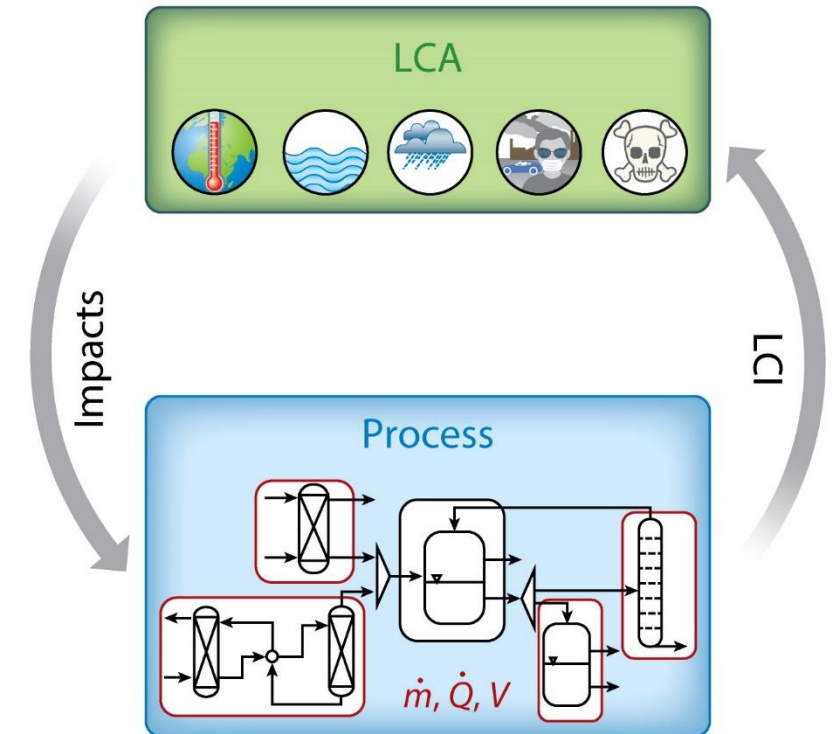 LCA
Impacts
LCI
Process
ṁ, Q̇, V